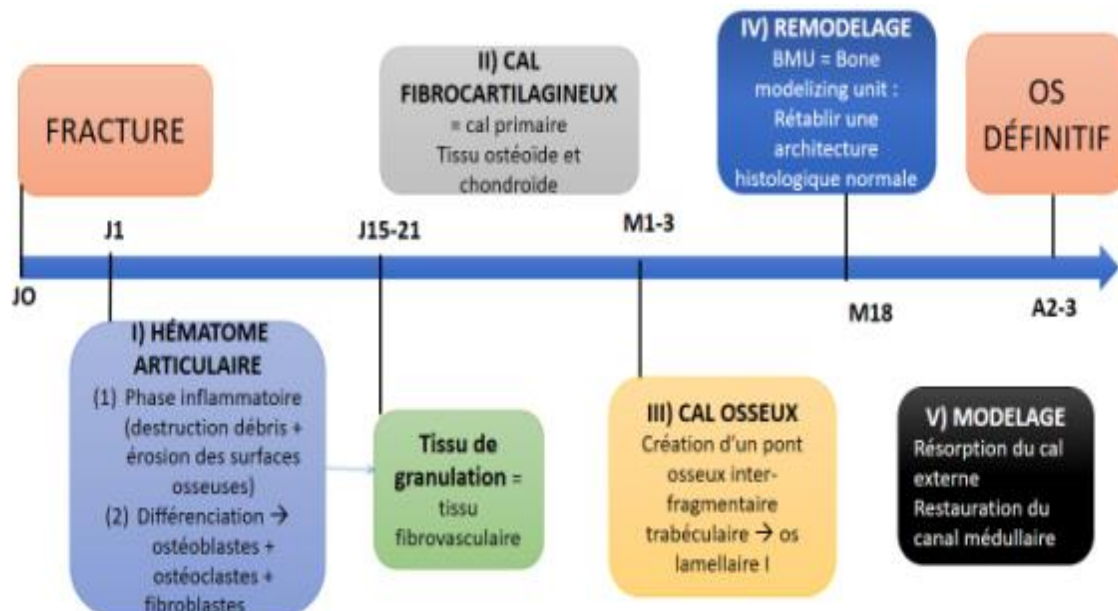 FRACTURE
II) CAL
FIBROCARTILAGINEUX
= cal primaire
Tissu ostéoïde et
chondroïde
IV) REMODELAGE
BMU = Bone
modelizing unit :
Rétablir une
architecture
histologique normale
OS
DÉFINITIF
J1
J15-21
M1-3
JO
M18
A2-3
I) HÉMATOME
ARTICULAIRE
(1) Phase inflammatoire
(destruction débris +
érosion des surfaces
osseuses)
(2) Différenciation →
ostéoblastes +
ostéoclastes +
fibroblastes
Tissu de
granulation =
tissu
fibrovasculaire
III) CAL OSSEUX
Création d'un pont
osseux inter-
fragmentaire
trabéculaire → os
lamellaire I
V) MODELAGE
Résorption du cal
externe
Restauration du
canal médullaire